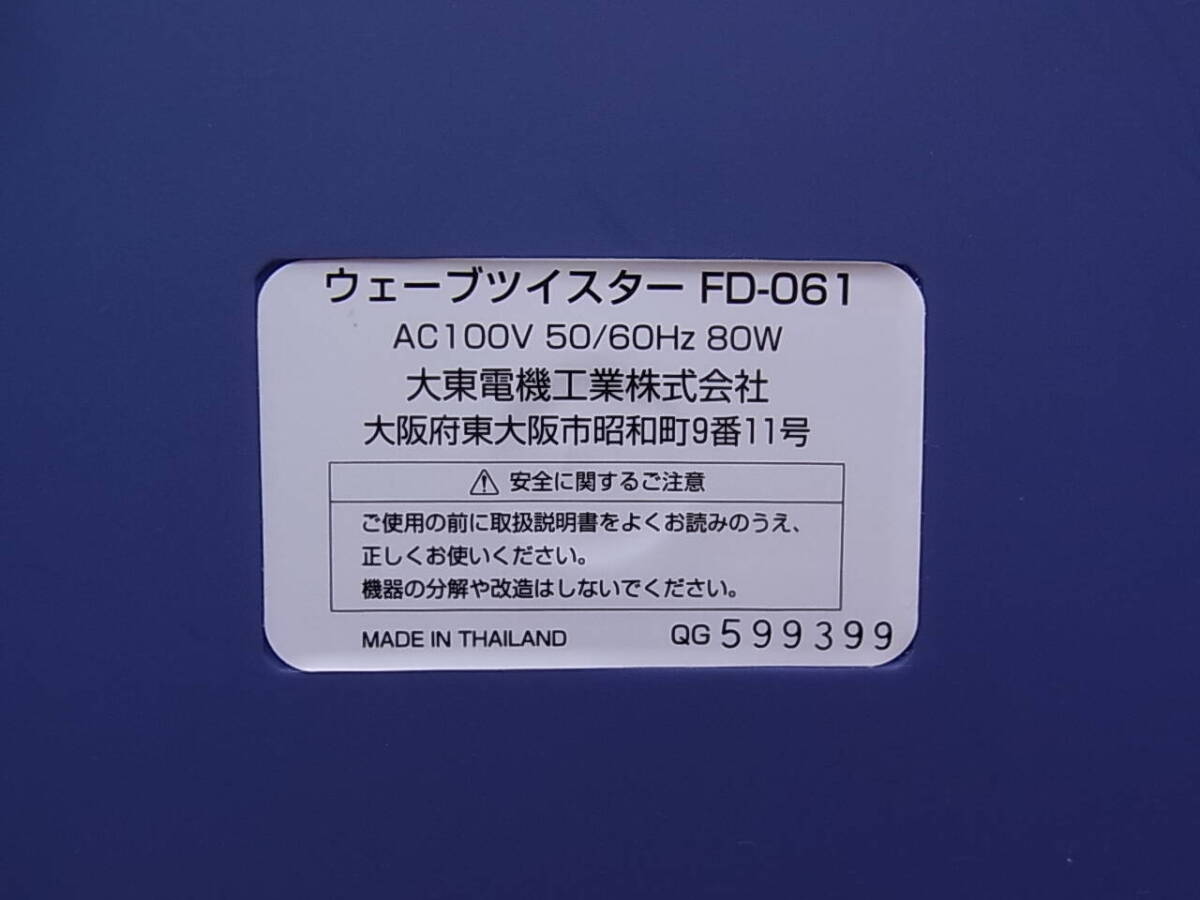 ウェーブツイスター FD-061
AC100V 50/60Hz 80W
大東電機工業株式会社
大阪府東大阪市昭和町9番11号
⚠ 安全に関するご注意
ご使用の前に取扱説明書をよくお読みのうえ、
正しくお使いください。
機器の分解や改造はしないでください。
MADE IN THAILAND QG 599399